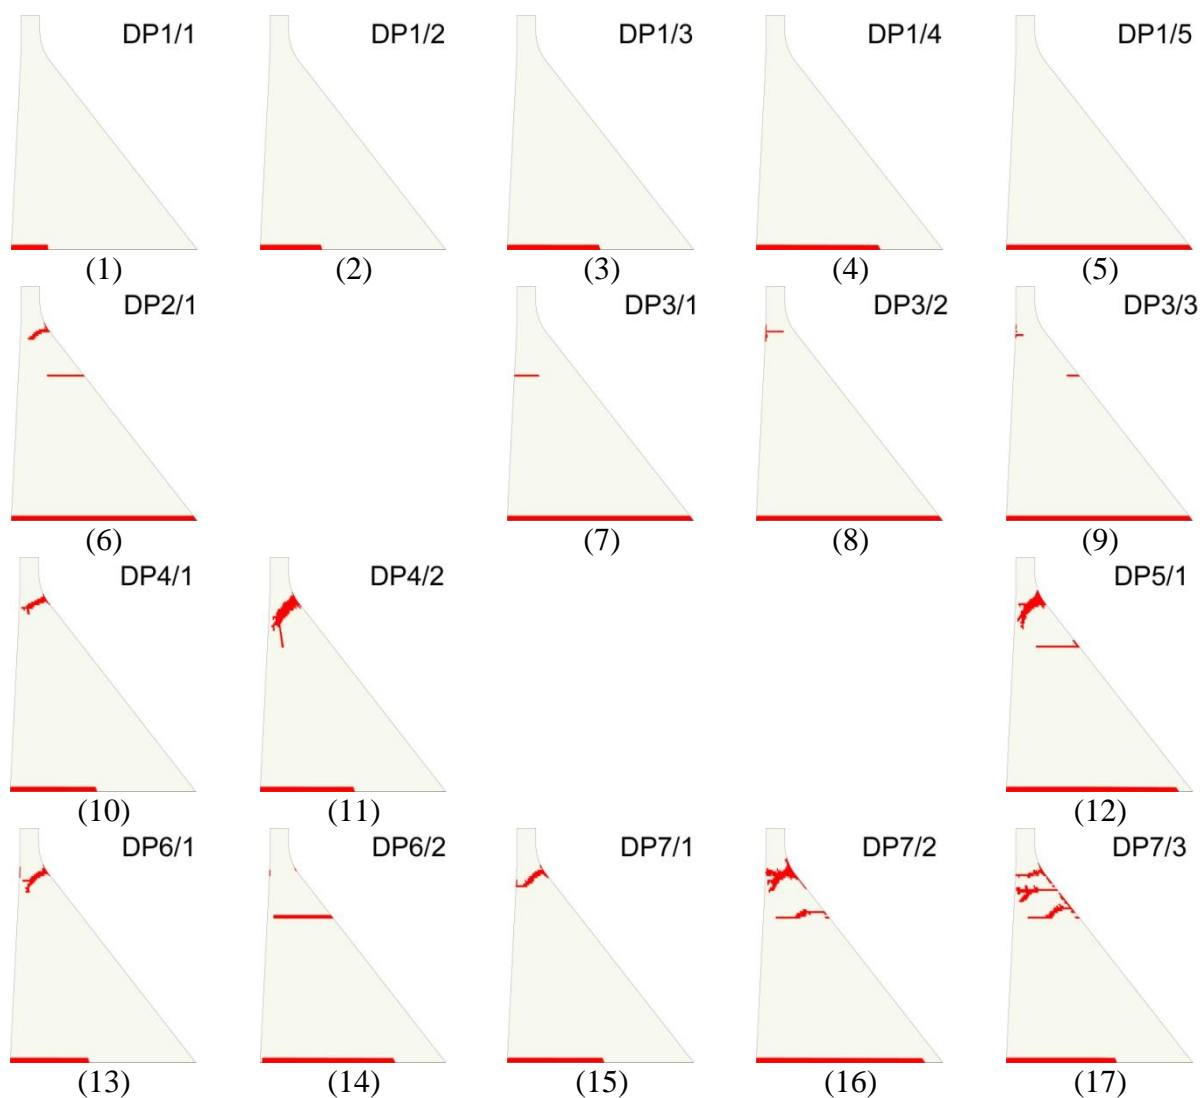 DP1/1 DP1/2 DP1/3 DP1/4 DP1/5
(1) (2) (3) (4) (5)
DP2/1 DP3/1 DP3/2 DP3/3
(6) (7) (8) (9)
DP4/1 DP4/2 DP5/1
(10) (11) (12)
DP6/1 DP6/2 DP7/1 DP7/2 DP7/3
(13) (14) (15) (16) (17)